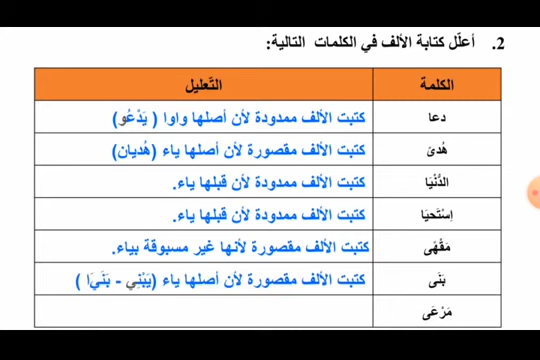 2. أعلّل كتابة الألف في الكلمات التالية:
الكلمة التّعليل
دعا كتبت الألف ممدودة لأن أصلها واوا ( يَدْعُو)
هُدىً كتبت الألف مقصورة لأن أصلها ياء (هُديان)
الدُّنْيَا كتبت الألف ممدودة لأن قبلها ياء.
اِسْتَحيَا كتبت الألف ممدودة لأن قبلها ياء.
مَقْهَى كتبت الألف مقصورة لأنها غير مسبوقة بياء.
بَنَى كتبت الألف مقصورة لأن أصلها ياء (يَبْنِي - بَنَيَا )
مَرْعَى